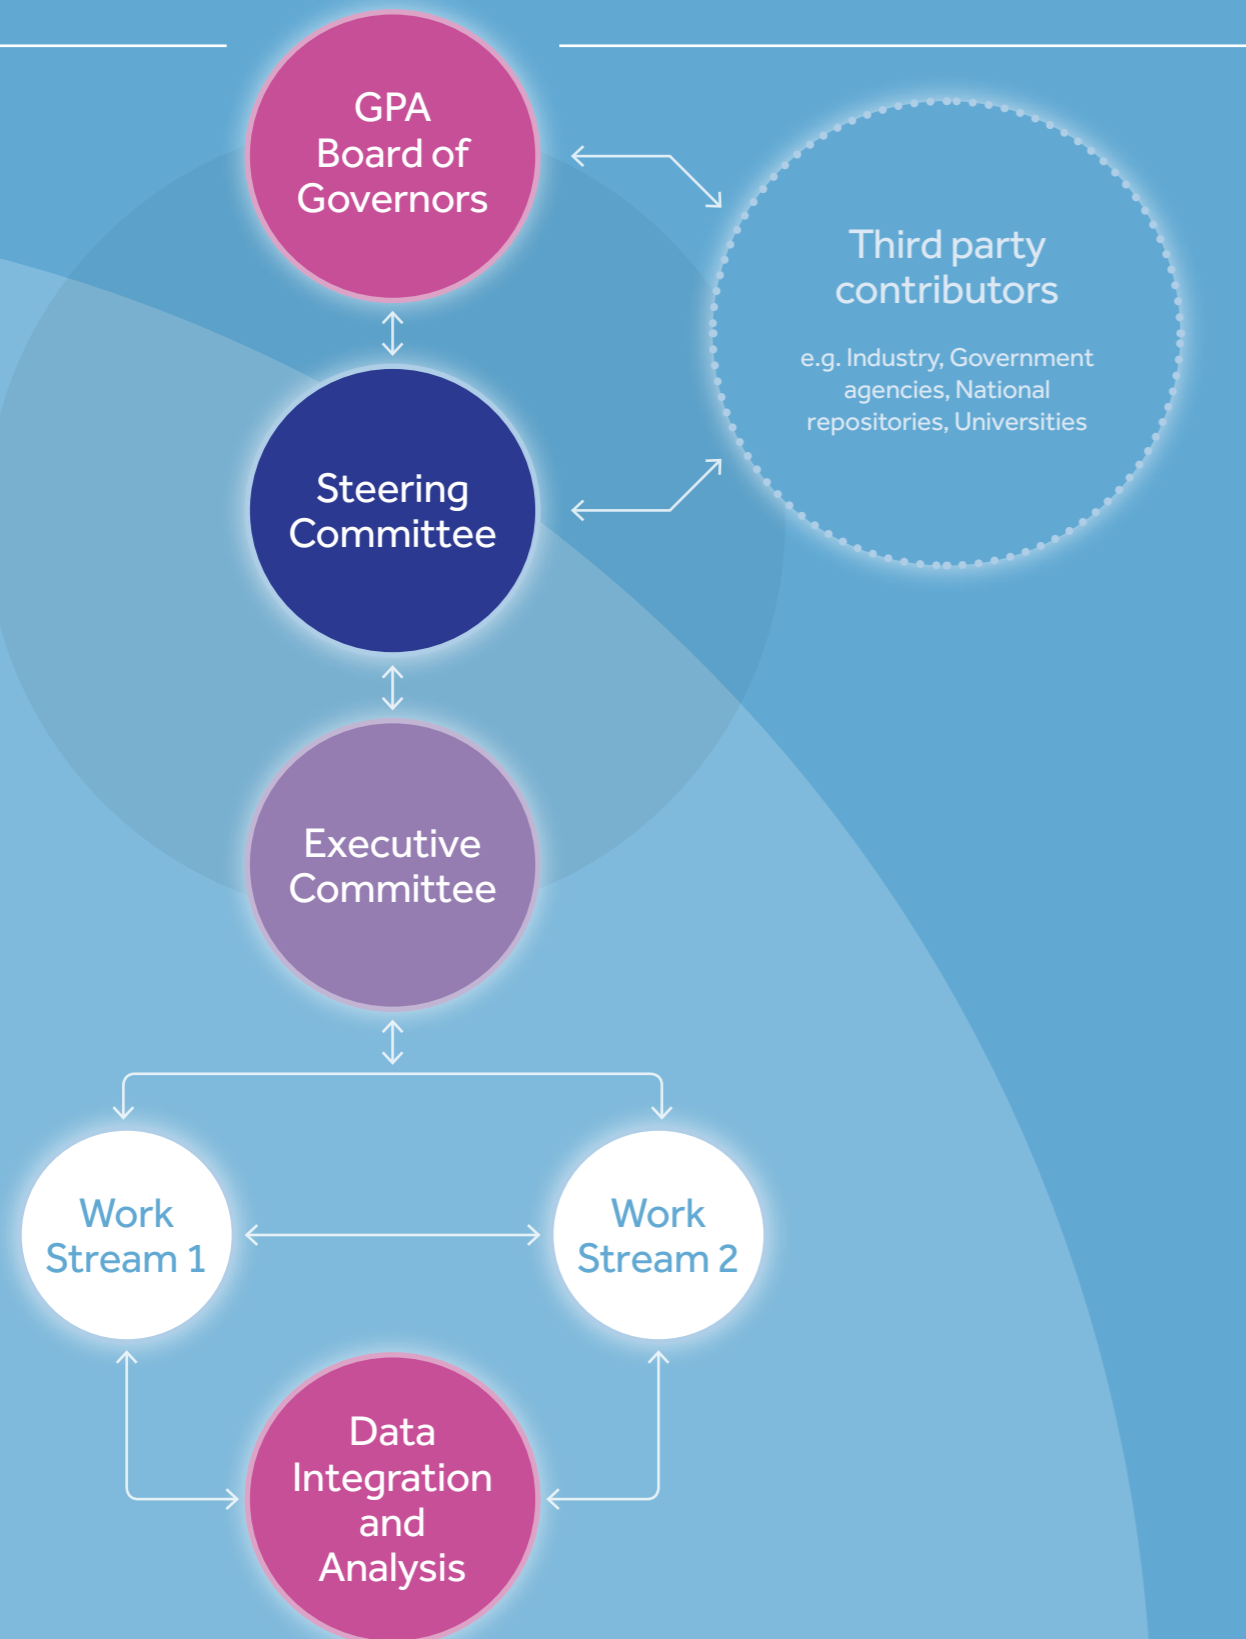 GPA
Board of
Governors
Third party
contributors
e.g. Industry, Government
agencies, National
repositories, Universities
Steering
Committee
Executive
Committee
Work
Stream 1
Work
Stream 2
Data
Integration
and
Analysis